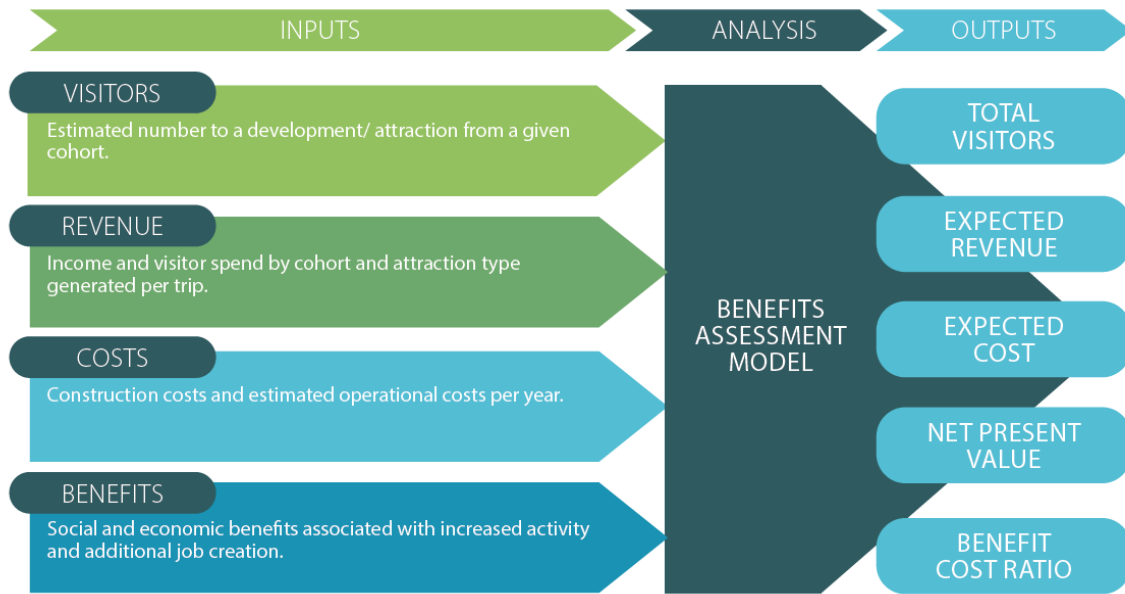 INPUTS
ANALYSIS
OUTPUTS
VISITORS
Estimated number to a development/ attraction from a given
cohort.
REVENUE
Income and visitor spend by cohort and attraction type
generated per trip.
COSTS
Construction costs and estimated operational costs per year.
BENEFITS
Social and economic benefits associated with increased activity
and additional job creation.
BENEFITS
ASSESSMENT
MODEL
TOTAL
VISITORS
EXPECTED
REVENUE
EXPECTED
COST
NET PRESENT
VALUE
BENEFIT
COST RATIO